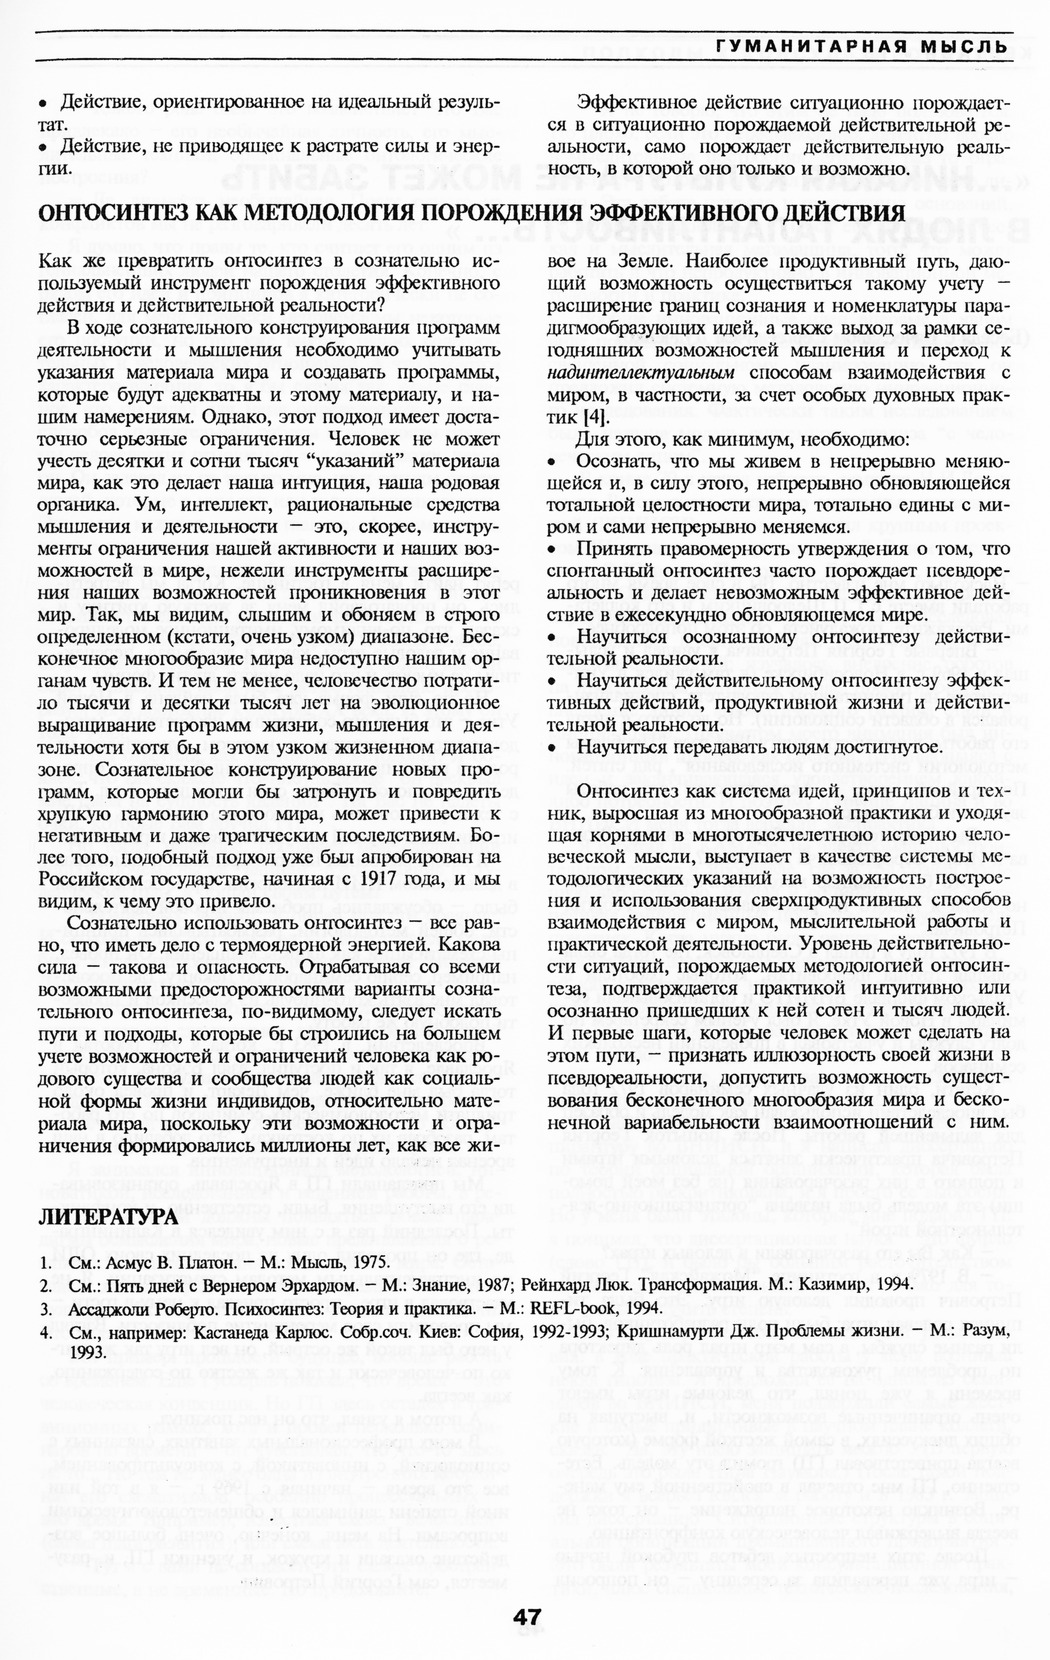 ГУМАНИТАРНАЯ МЫСЛЬ
• Действие, ориентированное на идеальный резуль-
тат.
• Действие, не приводящее к растрате силы и энер-
гии.
Эффективное действие ситуационно порождает-
ся в ситуационно порождаемой действительной ре-
альности, само порождает действительную реаль-
ность, в которой оно только и возможно.
ОНТОСИНТЕЗ КАК МЕТОДОЛОГИЯ ПОРОЖДЕНИЯ ЭФФЕКТИВНОГО ДЕЙСТВИЯ
Как же превратить онтосинтез в сознательно ис-
пользуемый инструмент порождения эффективного
действия и действительной реальности?
В ходе сознательного конструирования программ
деятельности и мышления необходимо учитывать
указания материала мира и создавать программы,
которые будут адекватны и этому материалу, и на-
шим намерениям. Однако, этот подход имеет доста-
точно серьезные ограничения. Человек не может
учесть десятки и сотни тысяч “указаний” материала
мира, как это делает наша интуиция, наша родовая
органика. Ум, интеллект, рациональные средства
мышления и деятельности — это, скорее, инстру-
менты ограничения нашей активности и наших воз-
можностей в мире, нежели инструменты расшире-
ния наших возможностей проникновения в этот
мир. Так, мы видим, слышим и обоняем в строго
определенном (кстати, очень узком) диапазоне. Бес-
конечное многообразие мира недоступно нашим ор-
ганам чувств. И тем не менее, человечество потрати-
ло тысячи и десятки тысяч лет на эволюционное
выращивание программ жизни, мышления и дея-
тельности хотя бы в этом узком жизненном диапа-
зоне. Сознательное конструирование новых про-
грамм, которые могли бы затронуть и повредить
хрупкую гармонию этого мира, может привести к
негативным и даже трагическим последствиям. Бо-
лее того, подобный подход уже был апробирован на
Российском государстве, начиная с 1917 года, и мы
видим, к чему это привело.
Сознательно использовать онтосинтез — все рав-
но, что иметь дело с термоядерной энергией. Какова
сила — такова и опасность. Отрабатывая со всеми
возможными предосторожностями варианты созна-
тельного онтосинтеза, по-видимому, следует искать
пути и подходы, которые бы строились на большем
учете возможностей и ограничений человека как ро-
дового существа и сообщества людей как социаль-
ной формы жизни индивидов, относительно мате-
риала мира, поскольку эти возможности и огра-
ничения формировались миллионы лет, как все жи-
вое на Земле. Наиболее продуктивный путь, даю-
щий возможность осуществиться такому учету —
расширение границ сознания и номенклатуры пара-
дигмообразующих идей, а также выход за рамки се-
годняшних возможностей мышления и переход к
надинтеллектуальным способам взаимодействия с
миром, в частности, за счет особых духовных прак-
тик [4].
Для этого, как минимум, необходимо:
• Осознать, что мы живем в непрерывно меняю-
щейся и, в силу этого, непрерывно обновляющейся
тотальной целостности мира, тотально едины с ми-
ром и сами непрерывно меняемся.
• Принять правомерность утверждения о том, что
спонтанный онтосинтез часто порождает псевдоре-
альность и делает невозможным эффективное дей-
ствие в ежесекундно обновляющемся мире.
• Научиться осознанному онтосинтезу действи-
тельной реальности.
• Научиться действительному онтосинтезу эффек-
тивных действий, продуктивной жизни и действи-
тельной реальности.
• Научиться передавать людям достигнутое.
Онтосинтез как система идей, принципов и тех-
ник, выросшая из многообразной практики и уходя-
щая корнями в многотысячелетнюю историю чело-
веческой мысли, выступает в качестве системы ме-
тодологических указаний на возможность построе-
ния и использования сверхпродуктивных способов
взаимодействия с миром, мыслительной работы и
практической деятельности. Уровень действительно-
сти ситуаций, порождаемых методологией онтосин-
теза, подтверждается практикой интуитивно или
осознанно пришедших к ней сотен и тысяч людей.
И первые шаги, которые человек может сделать на
этом пути, — признать иллюзорность своей жизни в
псевдореальности, допустить возможность сущест-
вования бесконечного многообразия мира и беско-
нечной вариабельности взаимоотношений с ним.
ЛИТЕРАТУРА
1. См.: Асмус В. Платон. — М.: Мысль, 1975.
2. См.: Пять дней с Вернером Эрхардом. — М.: Знание, 1987; Рейнхард Люк. Трансформация. М.: Казимир, 1994.
3. Ассаджоли Роберто. Психосинтез: Теория и практика. — М.: REFL-book, 1994.
4. См., например: Кастанеда Карлос. Собр.соч. Киев: София, 1992-1993; Кришнамурти Дж. Проблемы жизни. — М.: Разум,
1993.
47